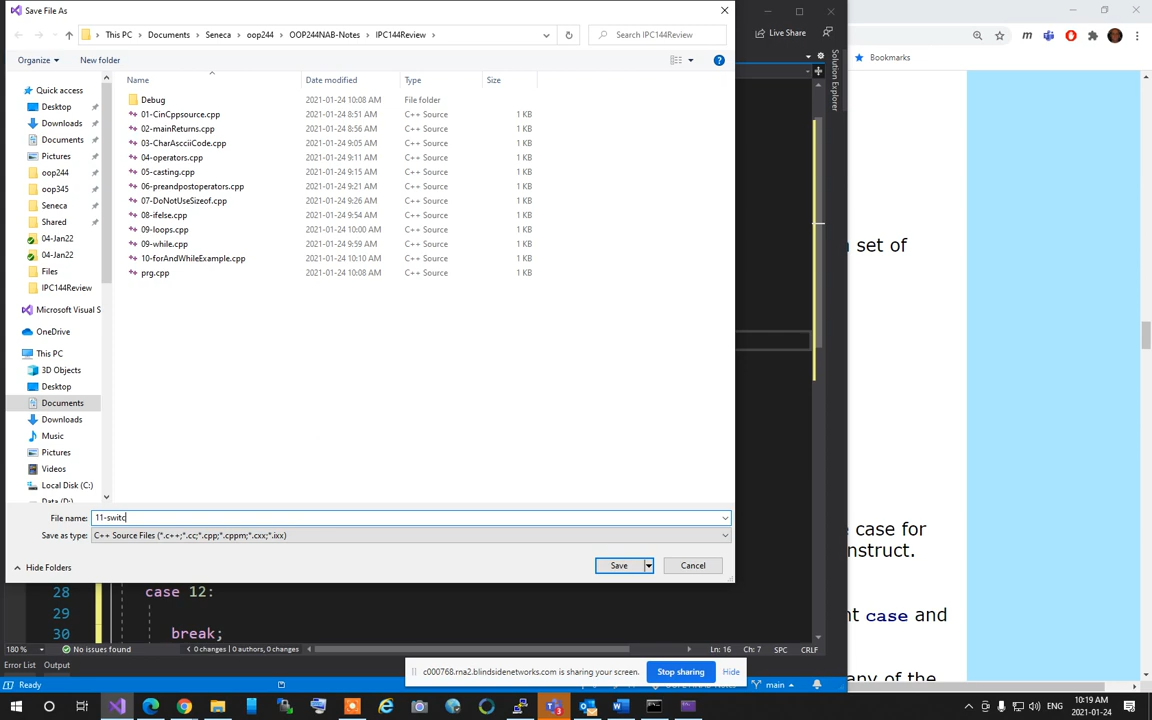 Save File As
This PC > Documents > Seneca > oop244 > OOP244NAB-Notes > IPC144Review >
Search IPC144Review
Live Share
Bookmarks
Organize
New folder
Name
Date modified
Type
Size
Solution Explorer
Quick access
Desktop
Downloads
Documents
Pictures
oop244
oop345
Seneca
Shared
04-Jan22
04-Jan22
Files
IPC144Review
Microsoft Visual S
OneDrive
This PC
3D Objects
Desktop
Documents
Downloads
Music
Pictures
Videos
Local Disk (C:)
Data (D:)
Debug 2021-01-24 10:08 AM File folder
01-CinCppsource.cpp 2021-01-24 8:51 AM C++ Source 1 KB
02-mainReturns.cpp 2021-01-24 8:56 AM C++ Source 1 KB
03-CharAscciiCode.cpp 2021-01-24 9:05 AM C++ Source 1 KB
04-operators.cpp 2021-01-24 9:11 AM C++ Source 1 KB
05-casting.cpp 2021-01-24 9:15 AM C++ Source 1 KB
06-preandpostoperators.cpp 2021-01-24 9:21 AM C++ Source 1 KB
07-DoNotUseSizeof.cpp 2021-01-24 9:26 AM C++ Source 1 KB
08-ifelse.cpp 2021-01-24 9:54 AM C++ Source 1 KB
09-loops.cpp 2021-01-24 10:00 AM C++ Source 1 KB
09-while.cpp 2021-01-24 9:59 AM C++ Source 1 KB
10-forAndWhileExample.cpp 2021-01-24 10:10 AM C++ Source 1 KB
prg.cpp 2021-01-24 10:08 AM C++ Source 1 KB
set of
File name: 11-switc
Save as type: C++ Source Files (*.c++;*.cc;*.cpp;*.cppm;*.cxx;*.ixx)
Hide Folders
Save
Cancel
case for
nstruct.
nt case and
any of the
28 case 12:
29
30 break;
180 %
No issues found
0 changes | 0 authors, 0 changes
Ln: 16 Ch: 7 SPC CRLF
Error List Output
c000768.rna2.blindsidenetworks.com is sharing your screen.
Stop sharing
Hide
Ready
main
ENG
10:19 AM
2021-01-24